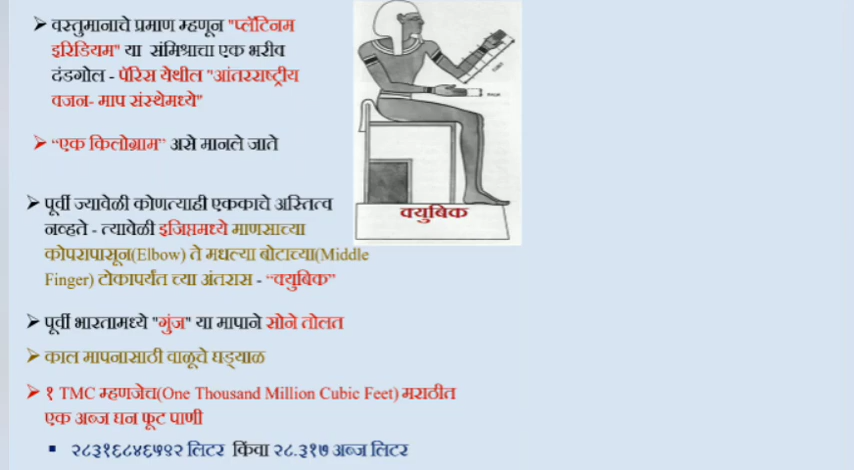 ➤ वस्तुमानाचे प्रमाण म्हणून "प्लॅटिनम
इरिडियम" या संमिश्राचा एक भरीव
दंडगोल - पॅरिस येथील "आंतरराष्ट्रीय
वजन- माप संस्थेमध्ये"
➤ "एक किलोग्राम" असे मानले जाते
क्युबिक
➤ पूर्वी ज्यावेळी कोणत्याही एककाचे अस्तित्व
नव्हते - त्यावेळी इजिप्तमध्ये माणसाच्या
कोपरापासून(Elbow) ते मधल्या बोटाच्या(Middle
Finger) टोकापर्यंत च्या अंतरास - "क्युबिक"
➤ पूर्वी भारतामध्ये "गुंज" या मापाने सोने तोलत
➤ काल मापनासाठी वाळूचे घड्याळ
➤ १ TMC म्हणजेच(One Thousand Million Cubic Feet) मराठीत
एक अब्ज घन फूट पाणी
▪ २८३१६८४६५९२ लिटर किंवा २८.३१७ अब्ज लिटर